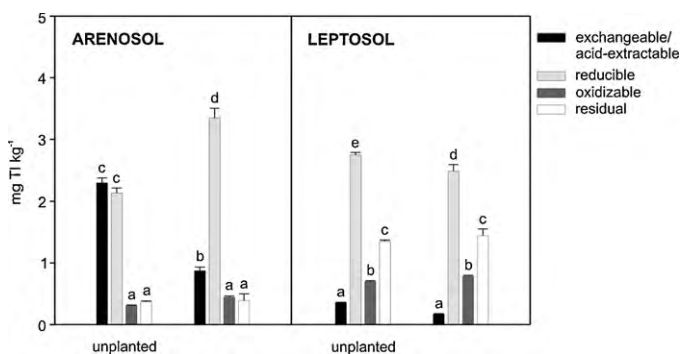 5
4
3
2
1
0
mg Tl kg-1
ARENOSOL
LEPTOSOL
exchangeable/
acid-extractable
reducible
oxidizable
residual
c c a a
b d a a
a e b c
a d b c
unplanted
unplanted